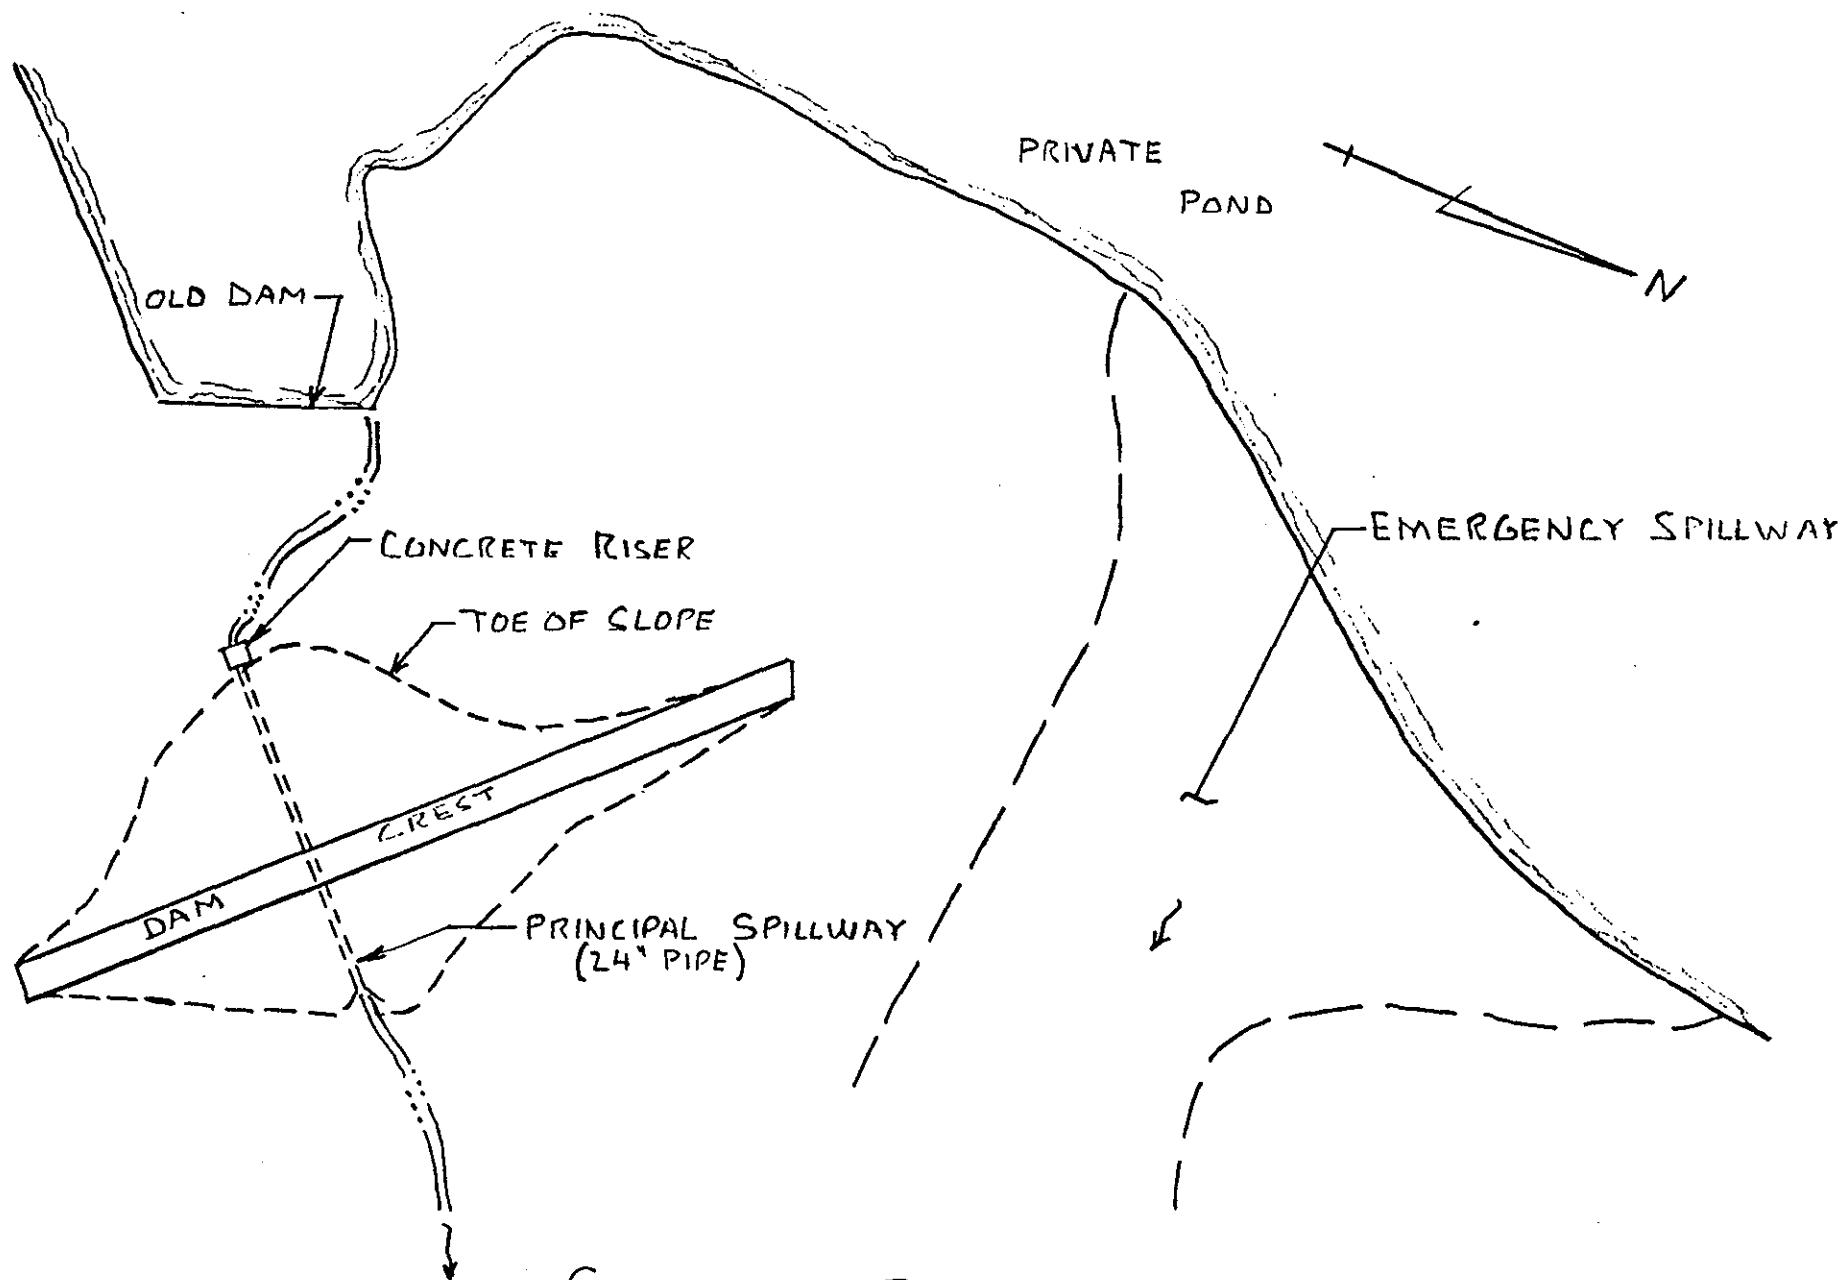 PRIVATE
POND
N
OLD DAM
EMERGENCY SPILLWAY
CONCRETE RISER
TOE OF SLOPE
DAM CREST
PRINCIPAL SPILLWAY
(24" PIPE)